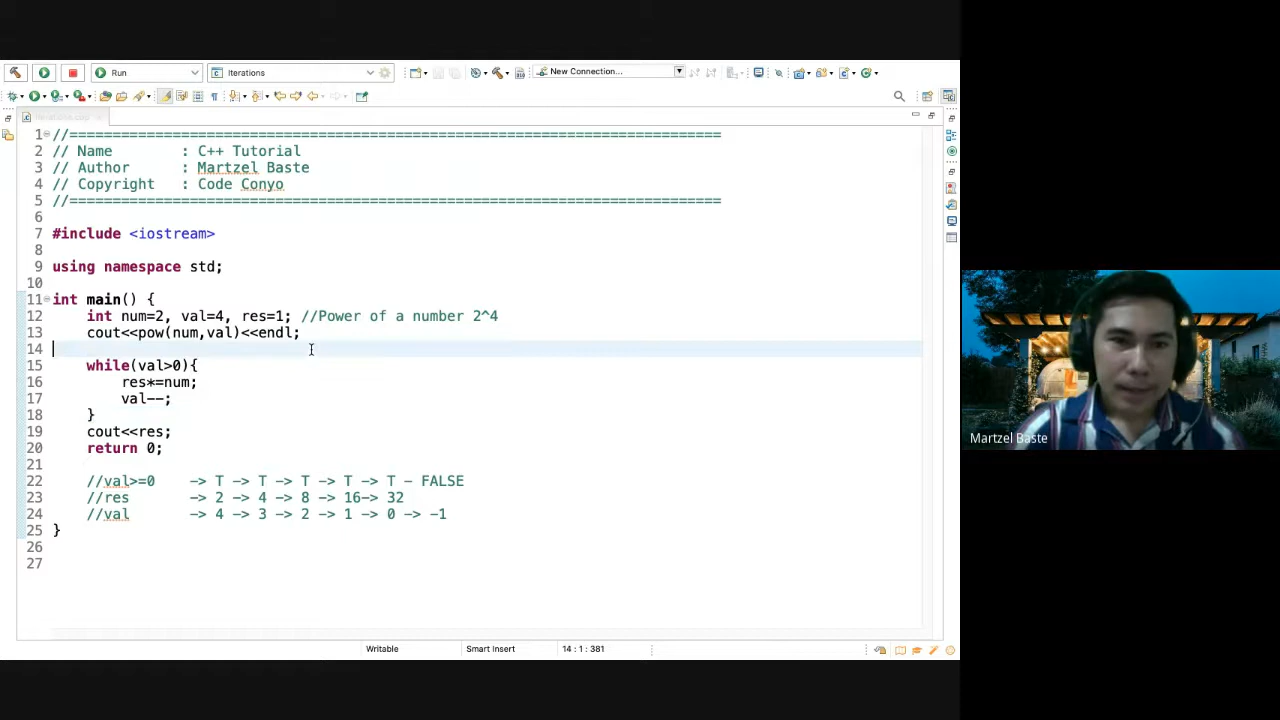 Run
Iterations
New Connection...
1 //============================================================================
2 // Name        : C++ Tutorial
3 // Author      : Martzel Baste
4 // Copyright   : Code Conyo
5 //============================================================================
6
7 #include <iostream>
8
9 using namespace std;
10
11 int main() {
12     int num=2, val=4, res=1; //Power of a number 2^4
13     cout<<pow(num,val)<<endl;
14
15     while(val>0){
16         res*=num;
17         val--;
18     }
19     cout<<res;
20     return 0;
21
22     //val>=0    -> T -> T -> T -> T -> T - FALSE
23     //res       -> 2 -> 4 -> 8 -> 16-> 32
24     //val       -> 4 -> 3 -> 2 -> 1 -> 0 -> -1
25 }
26
27
Writable
Smart Insert
14 : 1 : 381
Martzel Baste